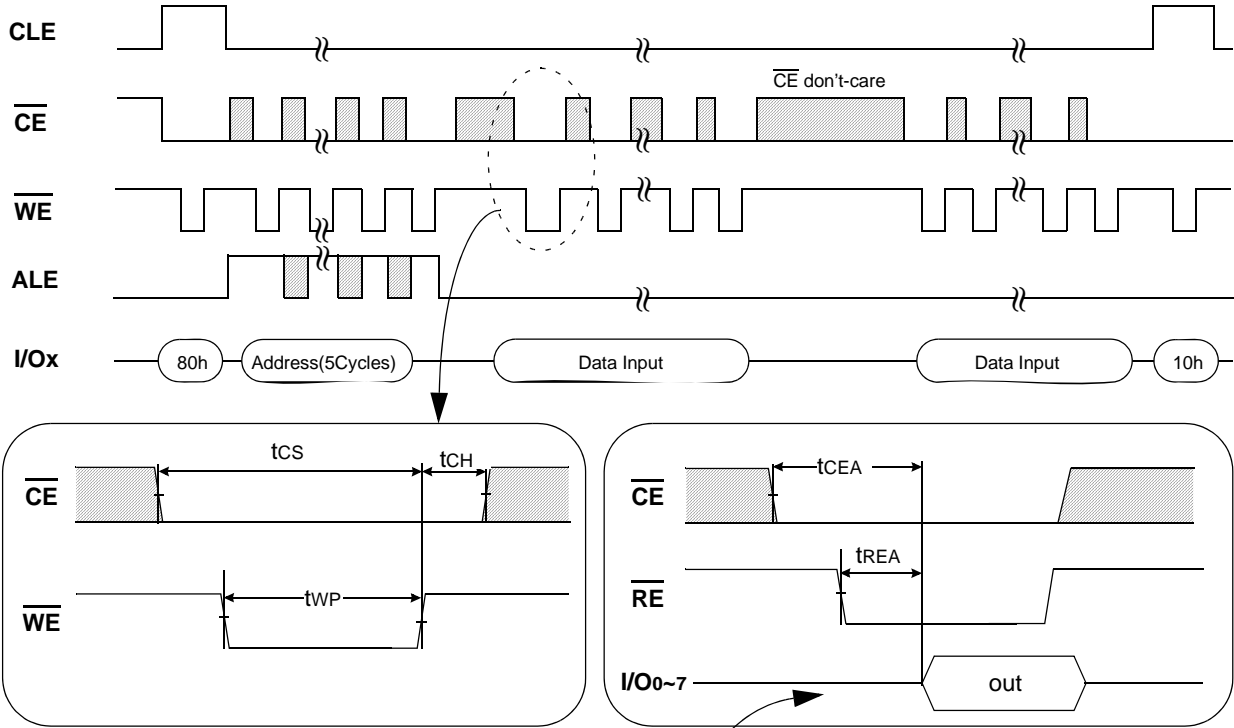 CLE
CE don't-care
CE
WE
ALE
I/Ox 80h Address(5Cycles) Data Input Data Input 10h
tCS tCH
CE
tWP
WE
tCEA
CE
tREA
RE
I/O0~7 out